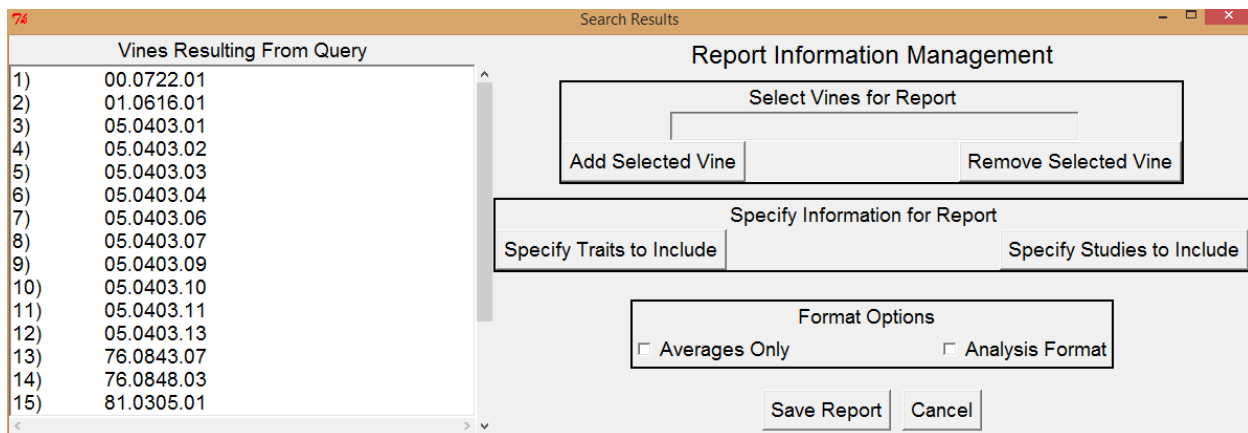 Search Results
Vines Resulting From Query
1) 00.0722.01
2) 01.0616.01
3) 05.0403.01
4) 05.0403.02
5) 05.0403.03
6) 05.0403.04
7) 05.0403.06
8) 05.0403.07
9) 05.0403.09
10) 05.0403.10
11) 05.0403.11
12) 05.0403.13
13) 76.0843.07
14) 76.0848.03
15) 81.0305.01
Report Information Management
Select Vines for Report
Add Selected Vine Remove Selected Vine
Specify Information for Report
Specify Traits to Include Specify Studies to Include
Format Options
Averages Only Analysis Format
Save Report Cancel